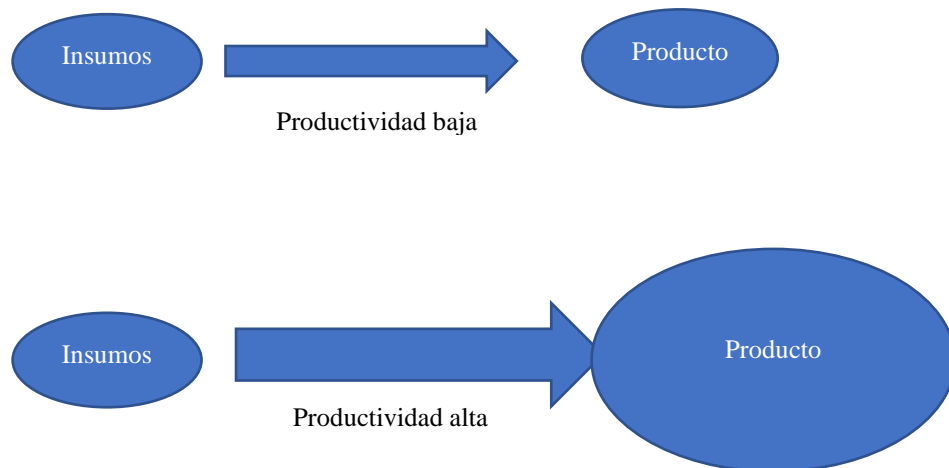 Insumos
Producto
Productividad baja
Insumos
Producto
Productividad alta